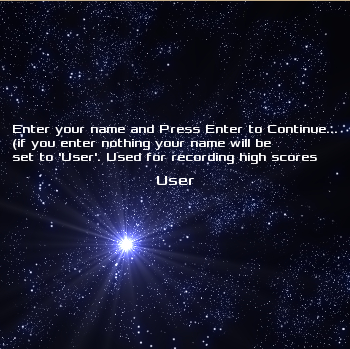 Enter your name and Press Enter to Continue...
(if you enter nothing your name will be
set to 'User'. Used for recording high scores
User